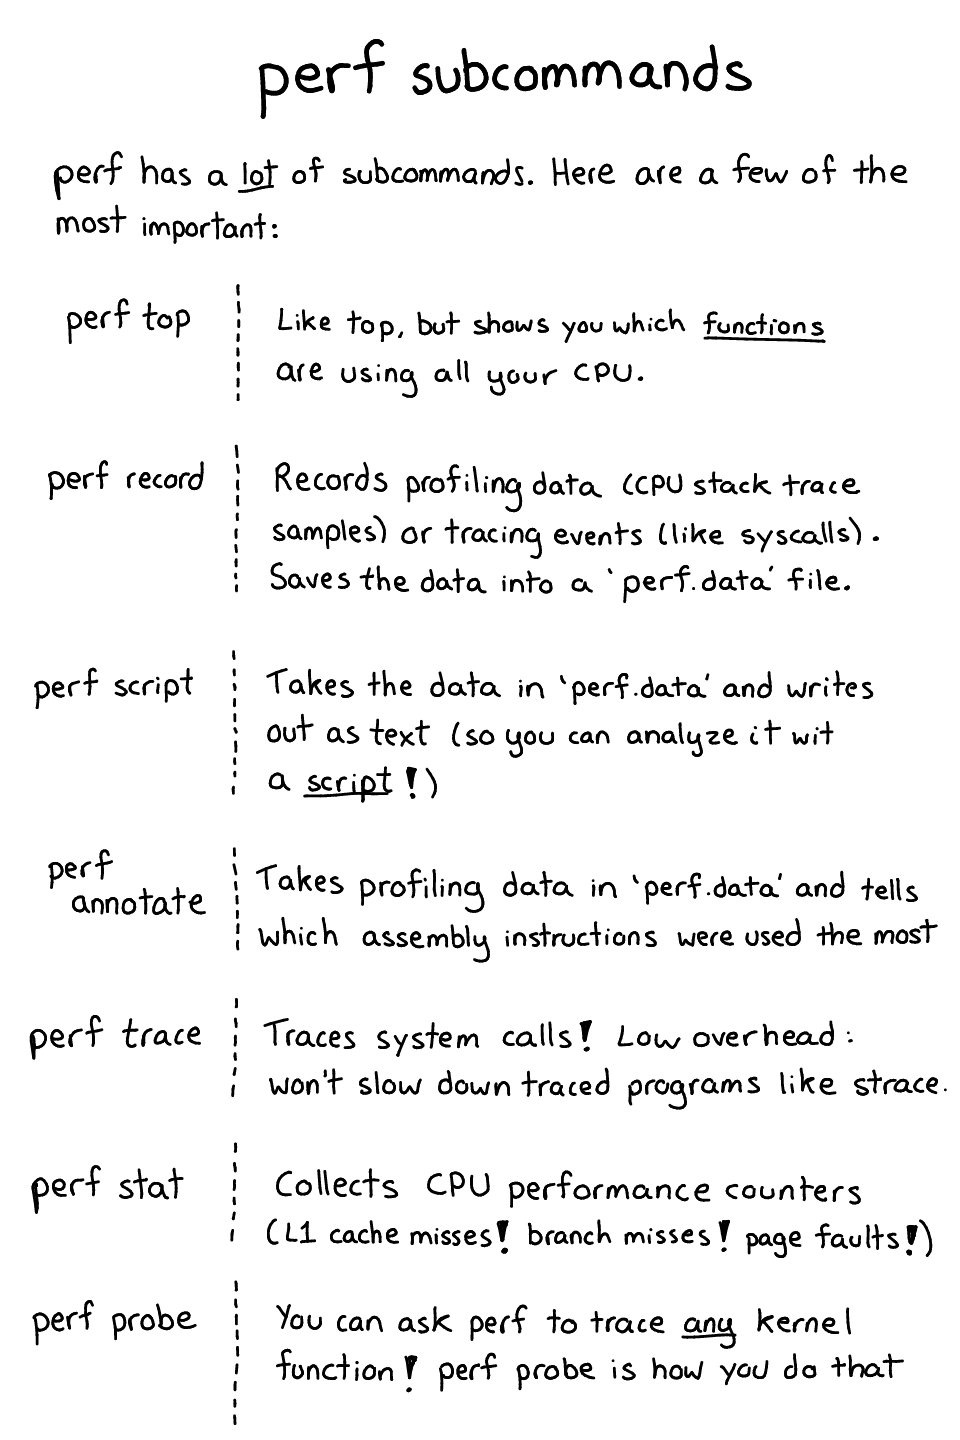 perf subcommands
perf has a lot of subcommands. Here are a few of the
most important:
perf top
Like top, but shows you which functions
are using all your CPU.
perf record
Records profiling data (CPU stack trace
samples) or tracing events (like syscalls).
Saves the data into a `perf.data' file.
perf script
Takes the data in `perf.data' and writes
out as text (so you can analyze it wit
a script!)
perf
annotate
Takes profiling data in `perf.data' and tells
which assembly instructions were used the most
perf trace
Traces system calls! Low overhead:
won't slow down traced programs like strace.
perf stat
Collects CPU performance counters
(L1 cache misses! branch misses! page faults!)
perf probe
You can ask perf to trace any kernel
function! perf probe is how you do that